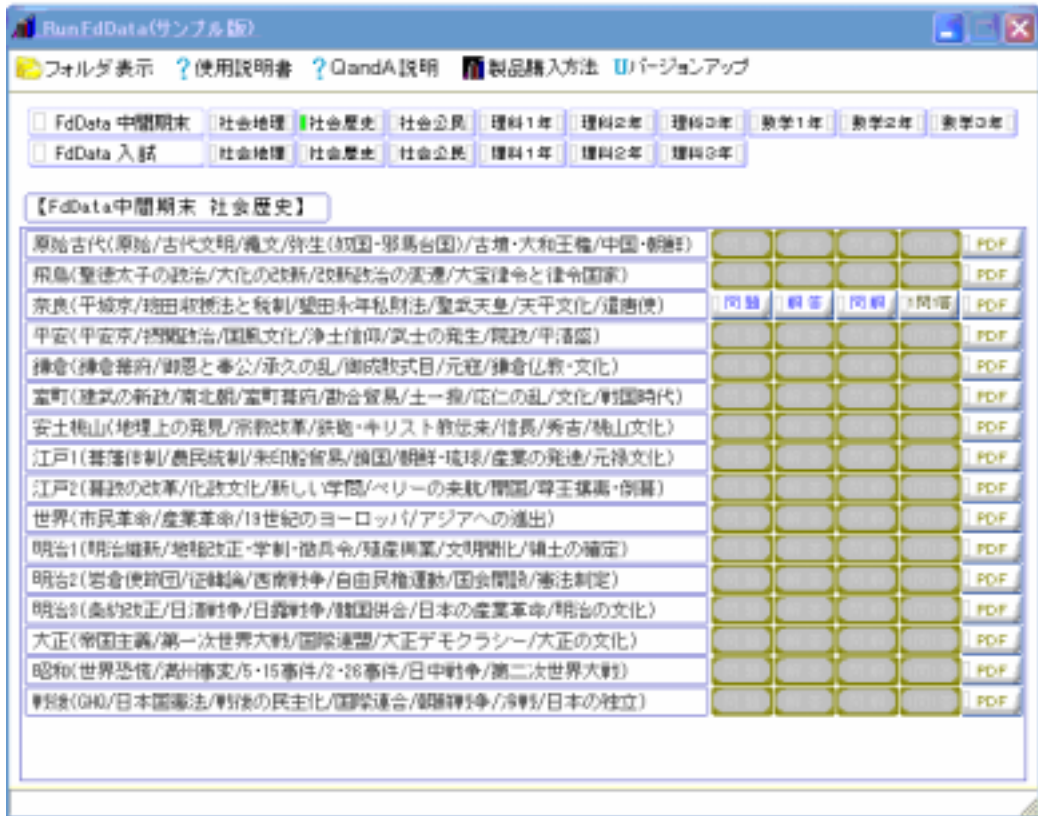 RunFdData(サンプル版)
フォルダ表示 ?使用説明書 ?QandA説明 製品購入方法 Uバージョンアップ
FdData 中間期末 社会地理 社会歴史 社会公民 理科1年 理科2年 理科3年 数学1年 数学2年 数学3年
FdData 入試 社会地理 社会歴史 社会公民 理科1年 理科2年 理科3年
【FdData中間期末 社会歴史】
原始古代(原始/古代文明/縄文/弥生(奴国・邪馬台国)/古墳・大和王権/中国・朝鮮) PDF
飛鳥(聖徳太子の政治/大化の改新/改新政治の変遷/大宝律令と律令国家) PDF
奈良(平城京/班田収授法と税制/墾田永年私財法/聖武天皇/天平文化/遣唐使) 問題 解答 問解 1問1答 PDF
平安(平安京/摂関政治/国風文化/浄土信仰/武士の発生/院政/平清盛) PDF
鎌倉(鎌倉幕府/御恩と奉公/承久の乱/御成敗式目/元寇/鎌倉仏教・文化) PDF
室町(建武の新政/南北朝/室町幕府/勘合貿易/土一揆/応仁の乱/文化/戦国時代) PDF
安土桃山(地理上の発見/宗教改革/鉄砲・キリスト教伝来/信長/秀吉/桃山文化) PDF
江戸1(幕藩体制/農民統制/朱印船貿易/鎖国/朝鮮・琉球/産業の発達/元禄文化) PDF
江戸2(幕政の改革/化政文化/新しい学問/ペリーの来航/開国/尊王攘夷・倒幕) PDF
世界(市民革命/産業革命/19世紀のヨーロッパ/アジアへの進出) PDF
明治1(明治維新/地租改正・学制・徴兵令/殖産興業/文明開化/領土の確定) PDF
明治2(岩倉使節団/征韓論/西南戦争/自由民権運動/国会開設/憲法制定) PDF
明治3(条約改正/日清戦争/日露戦争/韓国併合/日本の産業革命/明治の文化) PDF
大正(帝国主義/第一次世界大戦/国際連盟/大正デモクラシー/大正の文化) PDF
昭和(世界恐慌/満州事変/5・15事件/2・26事件/日中戦争/第二次世界大戦) PDF
戦後(GHQ/日本国憲法/戦後の民主化/国際連合/朝鮮戦争/冷戦/日本の独立) PDF